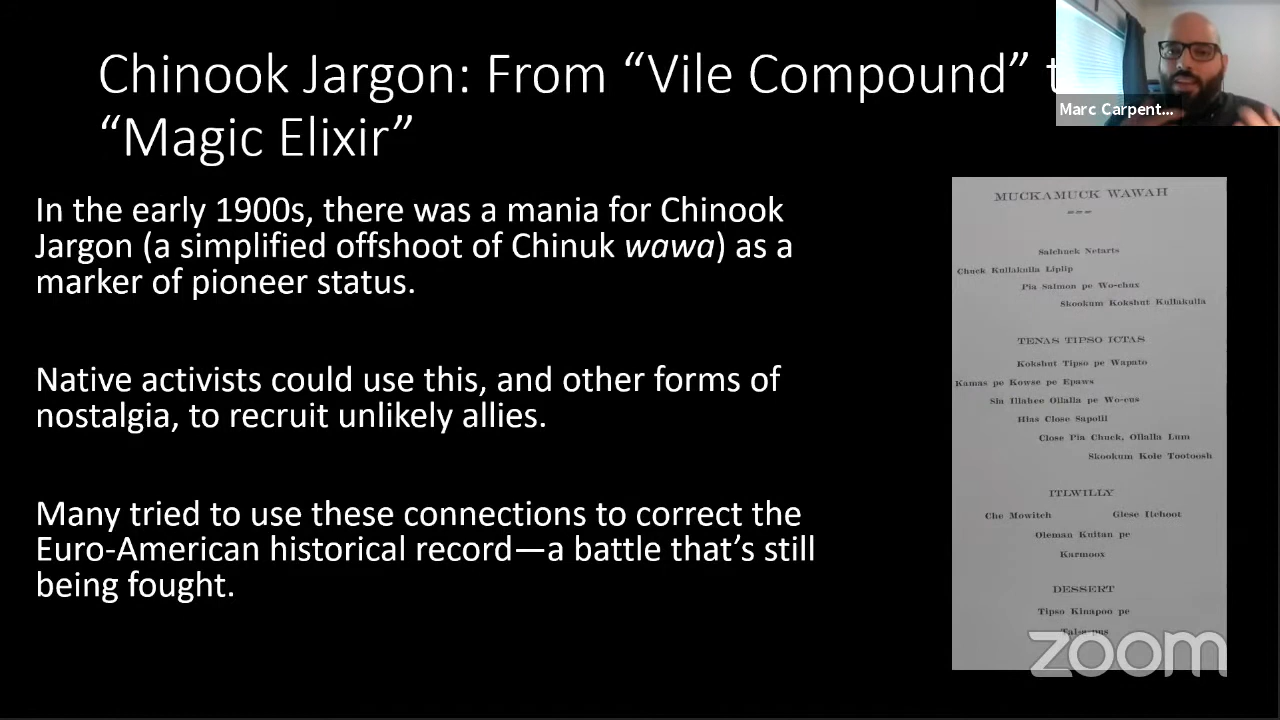 Chinook Jargon: From “Vile Compound” t
“Magic Elixir”
Marc Carpent...
In the early 1900s, there was a mania for Chinook
Jargon (a simplified offshoot of Chinuk wawa) as a
marker of pioneer status.
Native activists could use this, and other forms of
nostalgia, to recruit unlikely allies.
Many tried to use these connections to correct the
Euro-American historical record—a battle that’s still
being fought.
MUCKAMUCK WAWAH
Salchuck Netarts
Chuck Kullakulla Liplip
Pia Salmon pe Wo-chux
Skookum Kokshut Kullakulla
TENAS TIPSO ICTAS
Kokshut Tipso pe Wapato
Kamas pe Kowse pe Epaws
Sia Illahee Ollalla pe Wo-cus
Hlas Close Sapolil
Close Pia Chuck, Ollalla Lum
Skookum Kole Tootoosh
ITLWILLY
Che Mowitch Glese Itchoot
Oleman Kuitan pe
Karmoox
DESSERT
Tipso Kinapoo pe
zoom